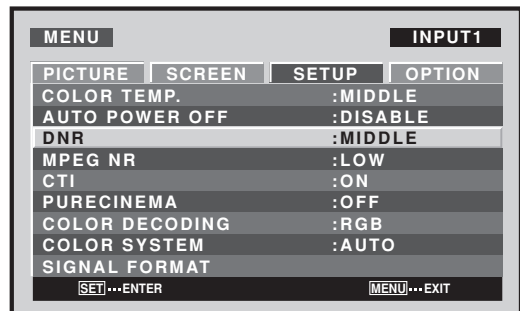 MENU INPUT1
PICTURE SCREEN SETUP OPTION
COLOR TEMP. :MIDDLE
AUTO POWER OFF :DISABLE
DNR :MIDDLE
MPEG NR :LOW
CTI :ON
PURECINEMA :OFF
COLOR DECODING :RGB
COLOR SYSTEM :AUTO
SIGNAL FORMAT
SET•••ENTER MENU•••EXIT